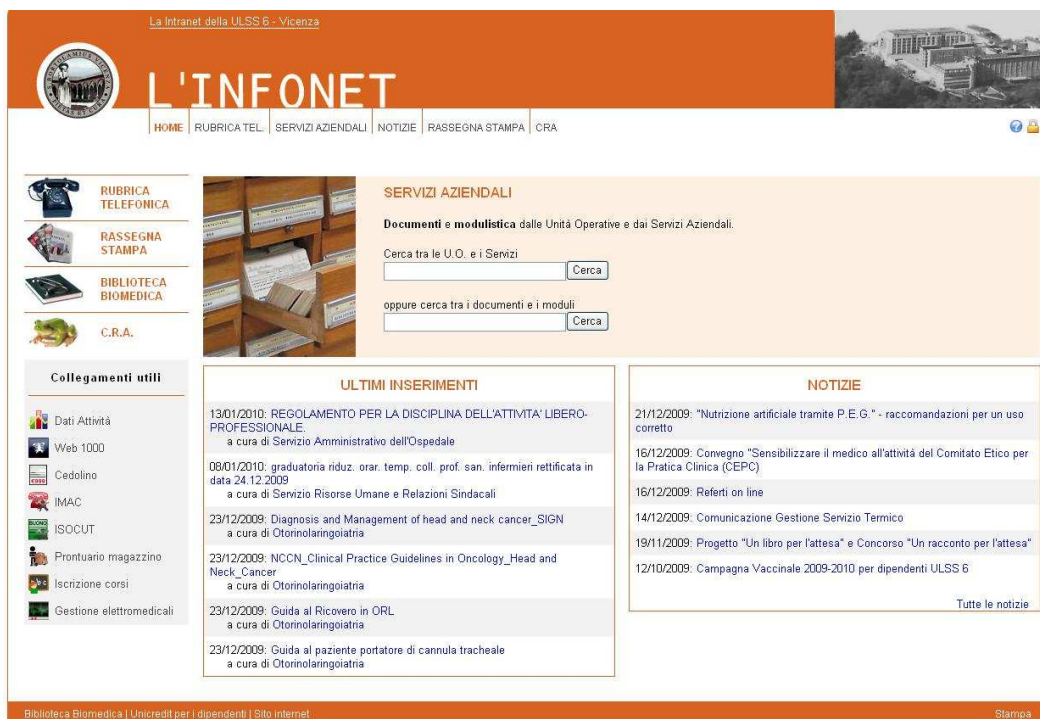 La Intranet della ULSS 6 - Vicenza
L'INFONET
HOME RUBRICA TEL. SERVIZI AZIENDALI NOTIZIE RASSEGNA STAMPA CRA
RUBRICA
TELEFONICA
RASSEGNA
STAMPA
BIBLIOTECA
BIOMEDICA
C.R.A.
Collegamenti utili
Dati Attività
Web 1000
Cedolino
IMAC
ISOCUT
Prontuario magazzino
Iscrizione corsi
Gestione elettromedicali
SERVIZI AZIENDALI
Documenti e modulistica dalle Unità Operative e dai Servizi Aziendali.
Cerca tra le U.O. e i Servizi
Cerca
oppure cerca tra i documenti e i moduli
Cerca
ULTIMI INSERIMENTI
13/01/2010: REGOLAMENTO PER LA DISCIPLINA DELL'ATTIVITA' LIBERO-
PROFESSIONALE.
a cura di Servizio Amministrativo dell'Ospedale
08/01/2010: graduatoria riduz. orar. temp. coll. prof. san. infermieri rettificata in
data 24.12.2009
a cura di Servizio Risorse Umane e Relazioni Sindacali
23/12/2009: Diagnosis and Management of head and neck cancer_SIGN
a cura di Otorinolaringoiatria
23/12/2009: NCCN_Clinical Practice Guidelines in Oncology_Head and
Neck_Cancer
a cura di Otorinolaringoiatria
23/12/2009: Guida al Ricovero in ORL
a cura di Otorinolaringoiatria
23/12/2009: Guida al paziente portatore di cannula tracheale
a cura di Otorinolaringoiatria
NOTIZIE
21/12/2009: "Nutrizione artificiale tramite P.E.G." - raccomandazioni per un uso
corretto
16/12/2009: Convegno "Sensibilizzare il medico all'attività del Comitato Etico per
la Pratica Clinica (CEPC)
16/12/2009: Referti on line
14/12/2009: Comunicazione Gestione Servizio Termico
19/11/2009: Progetto "Un libro per l'attesa" e Concorso "Un racconto per l'attesa"
12/10/2009: Campagna Vaccinale 2009-2010 per dipendenti ULSS 6
Tutte le notizie
Biblioteca Biomedica | Unicredit per i dipendenti | Sito internet
Stampa